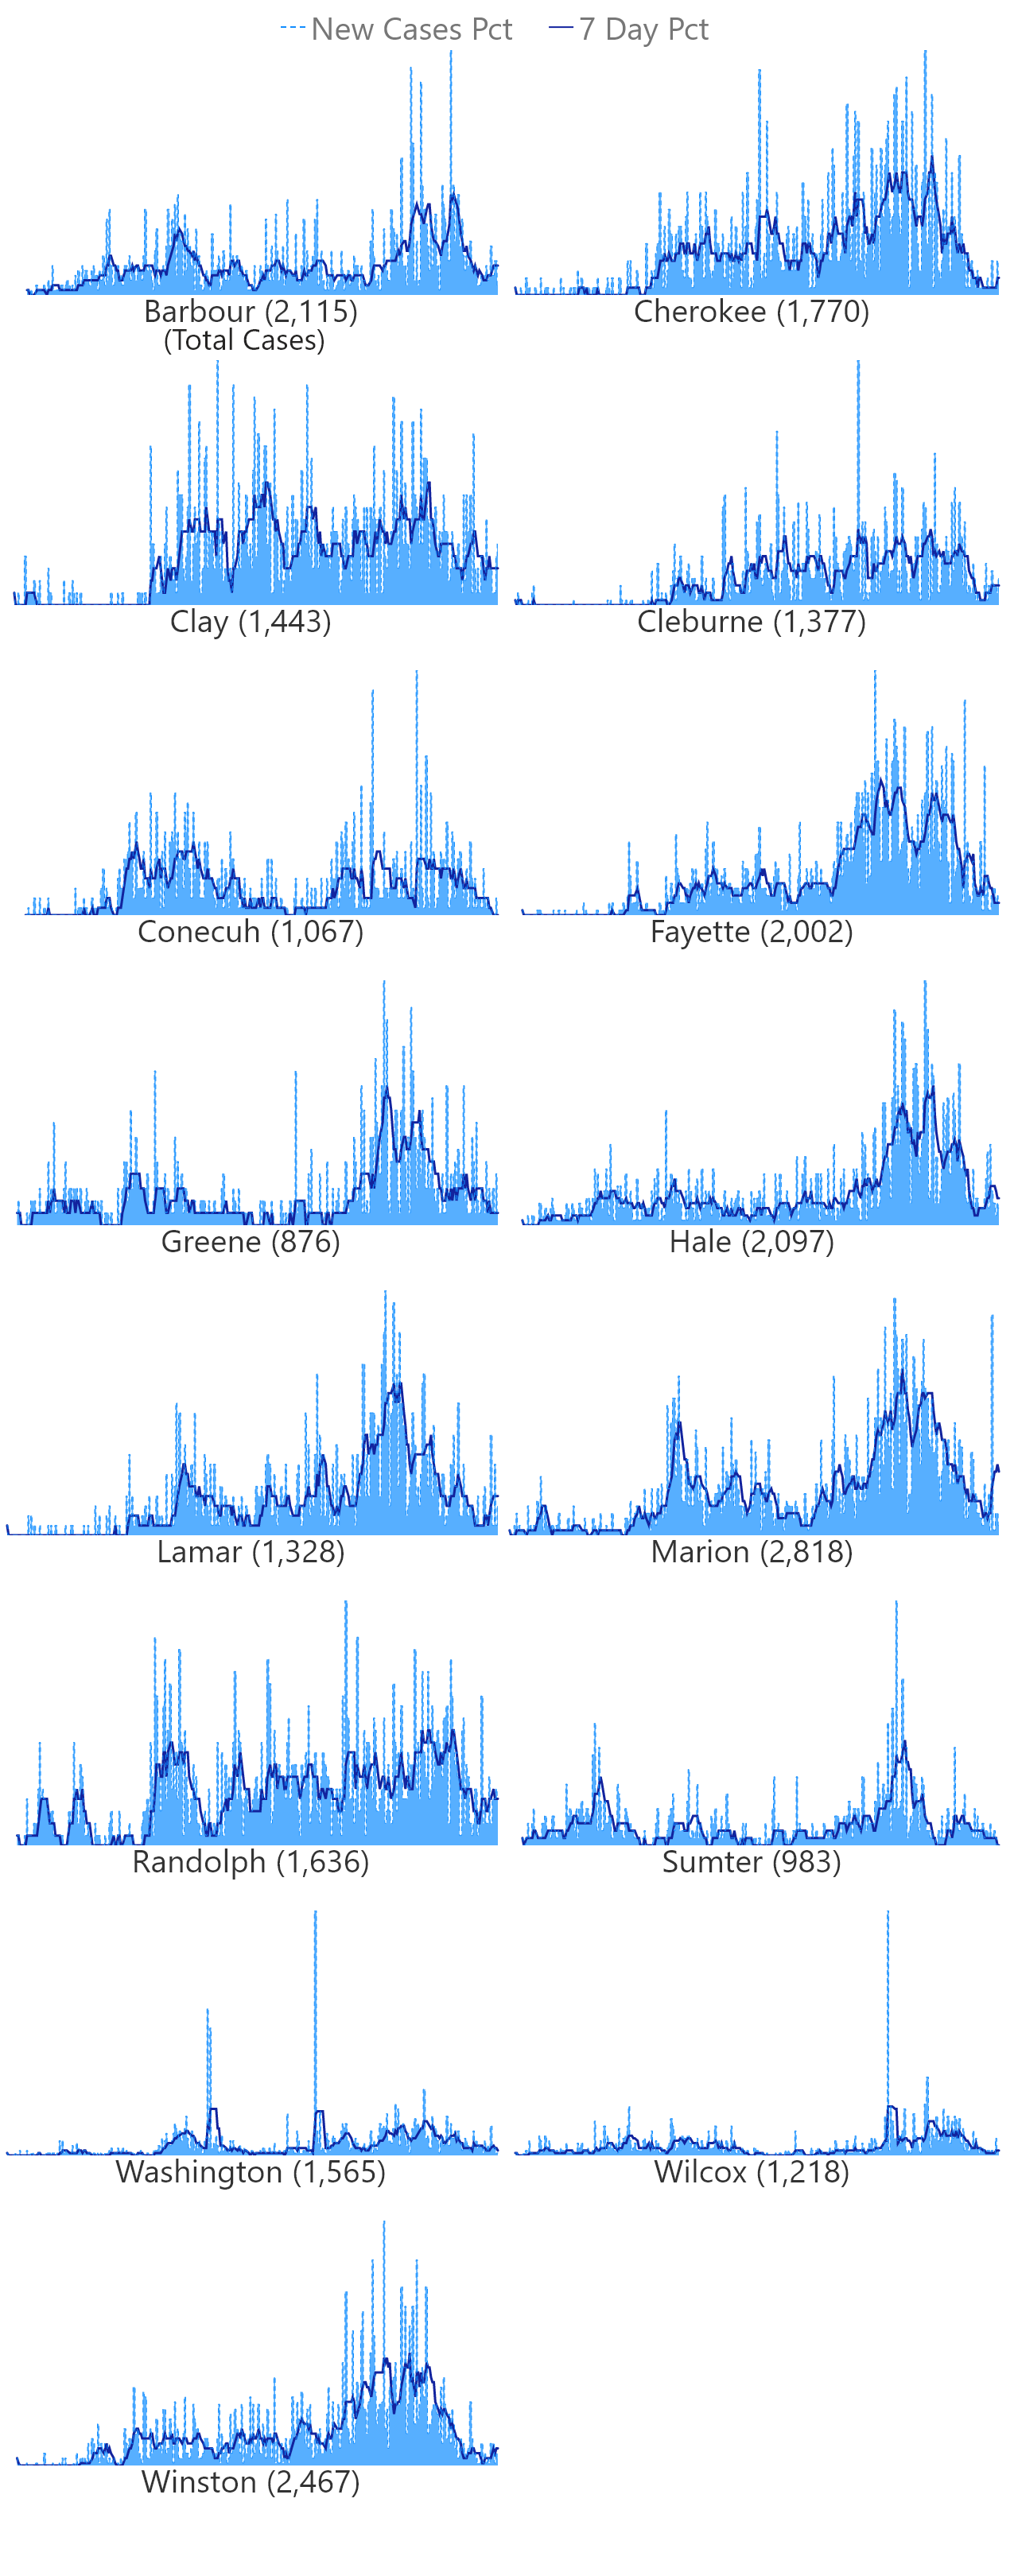 New Cases Pct 7 Day Pct
Barbour (2,115) Cherokee (1,770)
(Total Cases)
Clay (1,443) Cleburne (1,377)
Conecuh (1,067) Fayette (2,002)
Greene (876) Hale (2,097)
Lamar (1,328) Marion (2,818)
Randolph (1,636) Sumter (983)
Washington (1,565) Wilcox (1,218)
Winston (2,467)